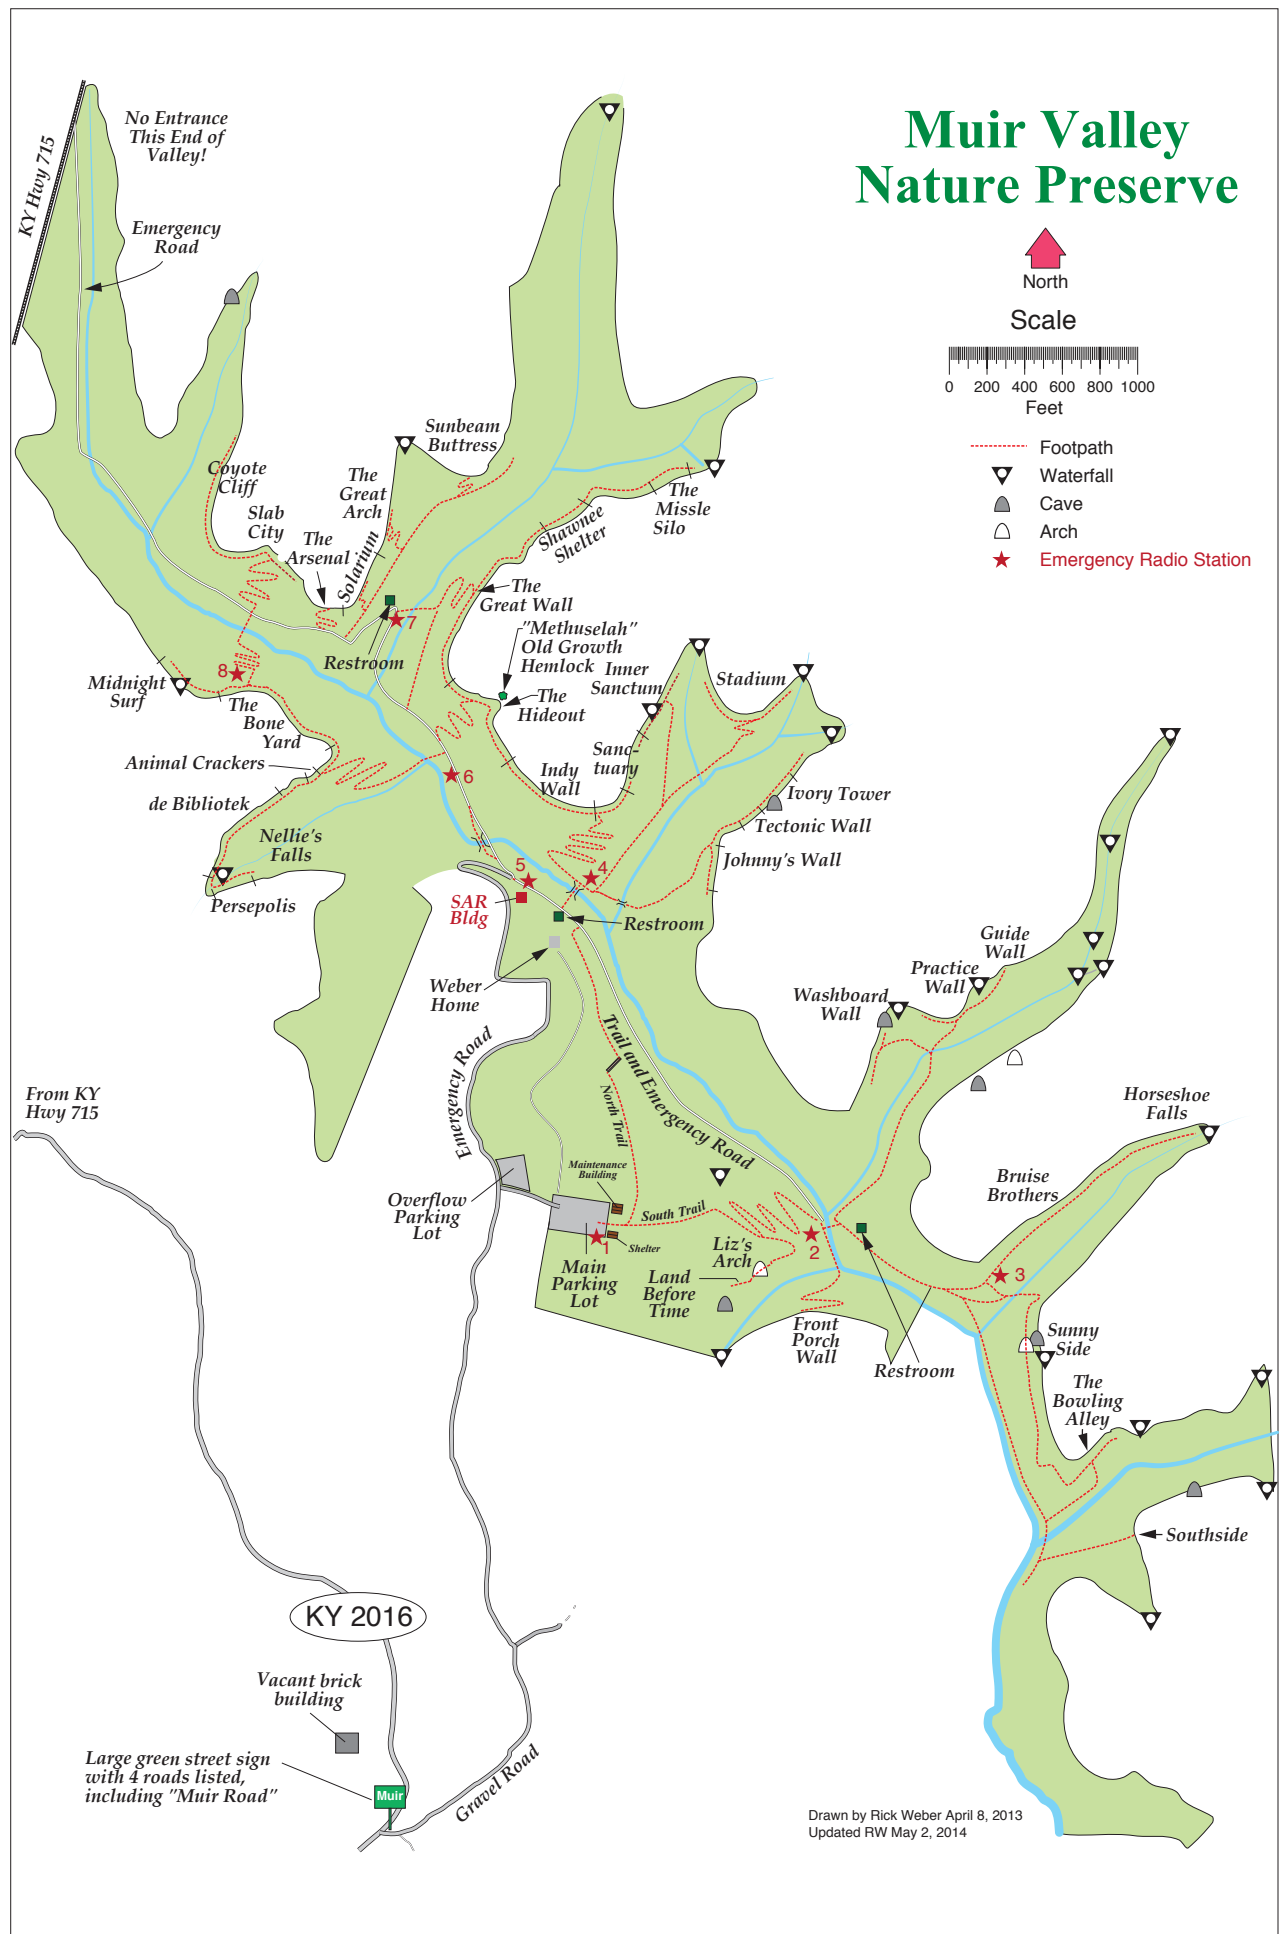 Muir Valley
Nature Preserve
North
Scale
0 200 400 600 800 1000
Feet
Footpath
Waterfall
Cave
Arch
Emergency Radio Station
KY Hwy 715
No Entrance
This End of
Valley!
Emergency
Road
Coyote
Cliff
Slab
City
The
Arsenal
Solarium
The
Great
Arch
Sunbeam
Buttress
Shawnee
Shelter
The
Missle
Silo
The
Great Wall
"Methuselah"
Old Growth
Hemlock
The
Hideout
Restroom
7
8
Midnight
Surf
The
Bone
Yard
Animal Crackers
de Bibliotek
Nellie's
Falls
Persepolis
6
Indy
Wall
Inner
Sanctum
Sanc-
tuary
Stadium
Ivory Tower
Tectonic Wall
Johnny's Wall
5
4
SAR
Bldg
Restroom
Weber
Home
Guide
Wall
Practice
Wall
Washboard
Wall
Emergency Road
Trail and Emergency Road
North Trail
From KY
Hwy 715
Horseshoe
Falls
Bruise
Brothers
Maintenance
Building
Overflow
Parking
Lot
South Trail
Shelter
1
Main
Parking
Lot
Liz's
Arch
Land
Before
Time
2
3
Front
Porch
Wall
Restroom
Sunny
Side
The
Bowling
Alley
Southside
KY 2016
Vacant brick
building
Large green street sign
with 4 roads listed,
including "Muir Road"
Muir
Gravel Road
Drawn by Rick Weber April 8, 2013
Updated RW May 2, 2014